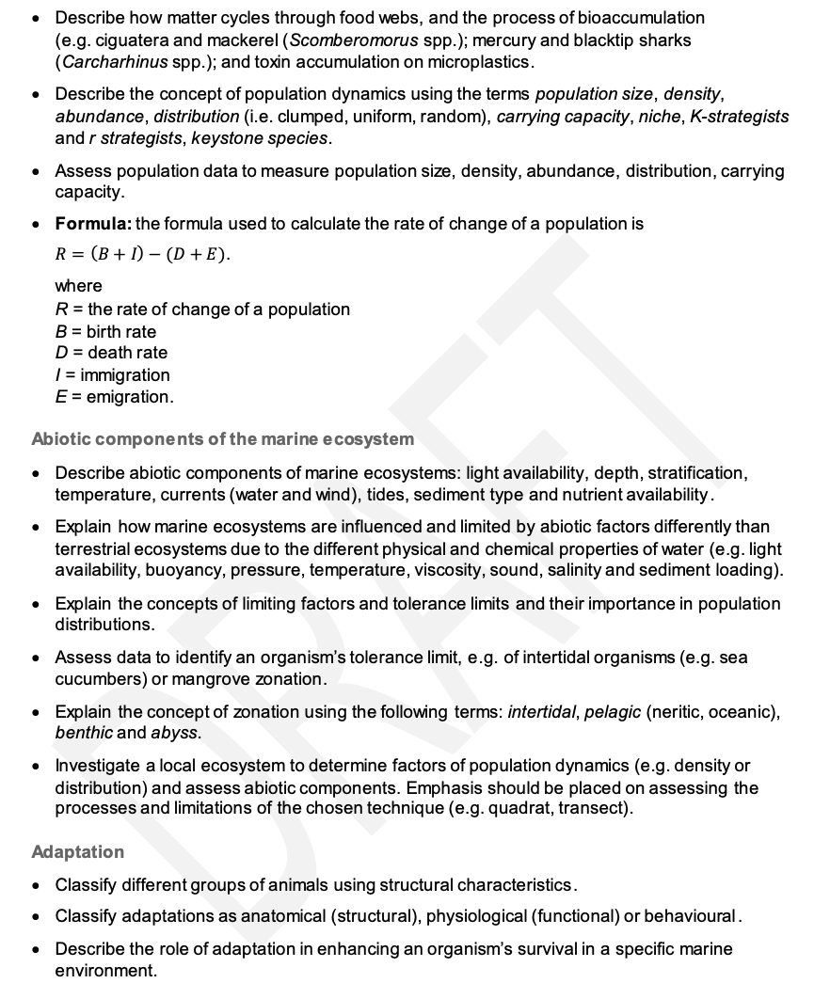 • Describe how matter cycles through food webs, and the process of bioaccumulation
(e.g. ciguatera and mackerel (Scomberomorus spp.); mercury and blacktip sharks
(Carcharhinus spp.); and toxin accumulation on microplastics.
• Describe the concept of population dynamics using the terms population size, density,
abundance, distribution (i.e. clumped, uniform, random), carrying capacity, niche, K-strategists
and r strategists, keystone species.
• Assess population data to measure population size, density, abundance, distribution, carrying
capacity.
• Formula: the formula used to calculate the rate of change of a population is
R = (B + I) − (D + E).
where
R = the rate of change of a population
B = birth rate
D = death rate
I = immigration
E = emigration.
Abiotic components of the marine ecosystem
• Describe abiotic components of marine ecosystems: light availability, depth, stratification,
temperature, currents (water and wind), tides, sediment type and nutrient availability.
• Explain how marine ecosystems are influenced and limited by abiotic factors differently than
terrestrial ecosystems due to the different physical and chemical properties of water (e.g. light
availability, buoyancy, pressure, temperature, viscosity, sound, salinity and sediment loading).
• Explain the concepts of limiting factors and tolerance limits and their importance in population
distributions.
• Assess data to identify an organism's tolerance limit, e.g. of intertidal organisms (e.g. sea
cucumbers) or mangrove zonation.
• Explain the concept of zonation using the following terms: intertidal, pelagic (neritic, oceanic),
benthic and abyss.
• Investigate a local ecosystem to determine factors of population dynamics (e.g. density or
distribution) and assess abiotic components. Emphasis should be placed on assessing the
processes and limitations of the chosen technique (e.g. quadrat, transect).
Adaptation
• Classify different groups of animals using structural characteristics.
• Classify adaptations as anatomical (structural), physiological (functional) or behavioural.
• Describe the role of adaptation in enhancing an organism's survival in a specific marine
environment.
DRAFT